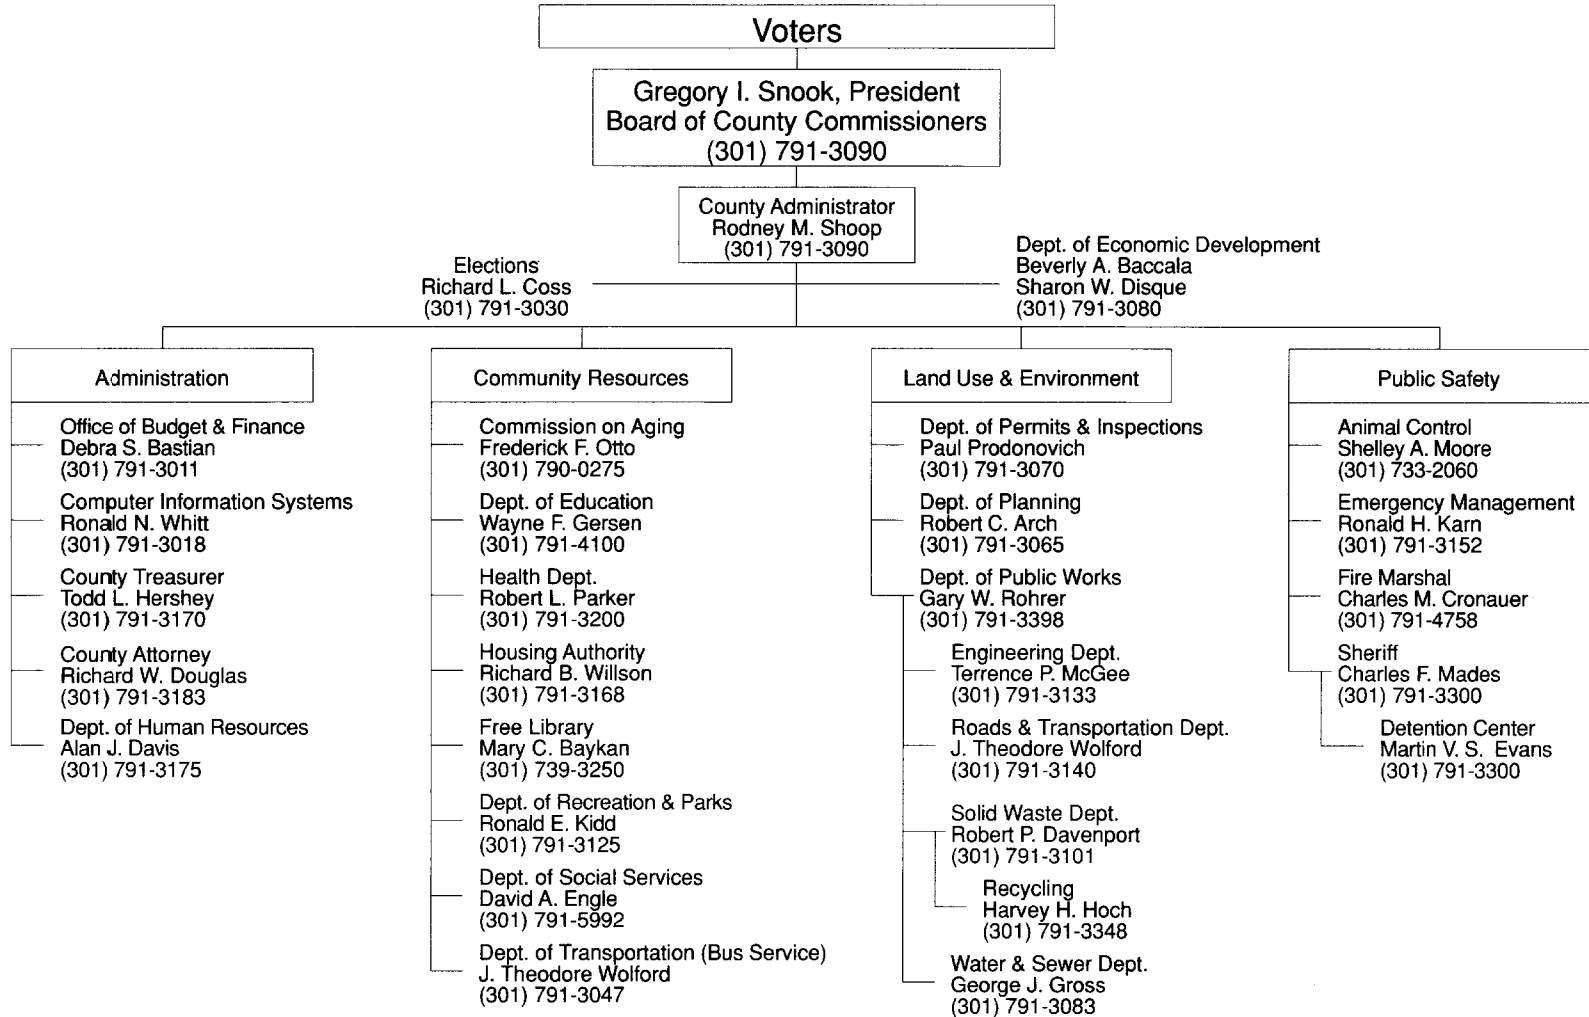 Voters
Gregory I. Snook, President
Board of County Commissioners
(301) 791-3090
County Administrator
Rodney M. Shoop
(301) 791-3090
Elections
Richard L. Coss
(301) 791-3030
Dept. of Economic Development
Beverly A. Baccala
Sharon W. Disque
(301) 791-3080
Administration
Office of Budget & Finance
Debra S. Bastian
(301) 791-3011
Computer Information Systems
Ronald N. Whitt
(301) 791-3018
County Treasurer
Todd L. Hershey
(301) 791-3170
County Attorney
Richard W. Douglas
(301) 791-3183
Dept. of Human Resources
Alan J. Davis
(301) 791-3175
Community Resources
Commission on Aging
Frederick F. Otto
(301) 790-0275
Dept. of Education
Wayne F. Gersen
(301) 791-4100
Health Dept.
Robert L. Parker
(301) 791-3200
Housing Authority
Richard B. Willson
(301) 791-3168
Free Library
Mary C. Baykan
(301) 739-3250
Dept. of Recreation & Parks
Ronald E. Kidd
(301) 791-3125
Dept. of Social Services
David A. Engle
(301) 791-5992
Dept. of Transportation (Bus Service)
J. Theodore Wolford
(301) 791-3047
Land Use & Environment
Dept. of Permits & Inspections
Paul Prodonovich
(301) 791-3070
Dept. of Planning
Robert C. Arch
(301) 791-3065
Dept. of Public Works
Gary W. Rohrer
(301) 791-3398
Engineering Dept.
Terrence P. McGee
(301) 791-3133
Roads & Transportation Dept.
J. Theodore Wolford
(301) 791-3140
Solid Waste Dept.
Robert P. Davenport
(301) 791-3101
Recycling
Harvey H. Hoch
(301) 791-3348
Water & Sewer Dept.
George J. Gross
(301) 791-3083
Public Safety
Animal Control
Shelley A. Moore
(301) 733-2060
Emergency Management
Ronald H. Karn
(301) 791-3152
Fire Marshal
Charles M. Cronauer
(301) 791-4758
Sheriff
Charles F. Mades
(301) 791-3300
Detention Center
Martin V. S. Evans
(301) 791-3300